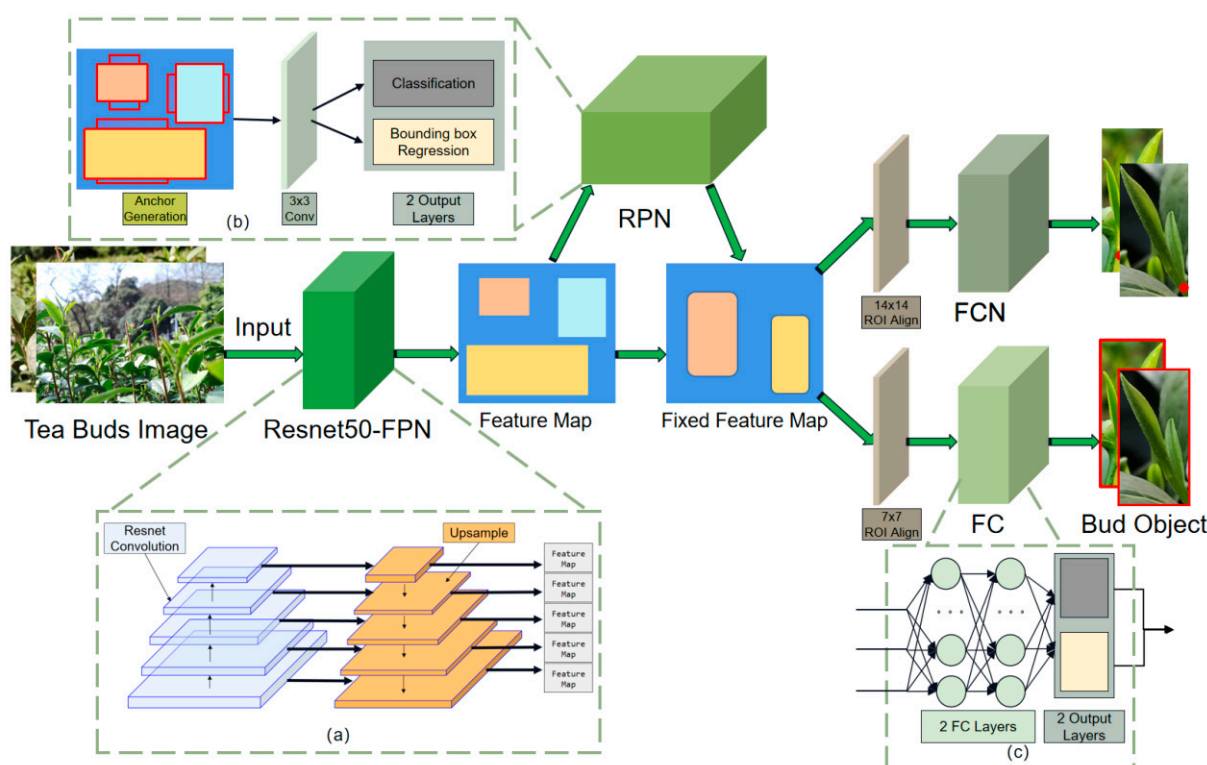 Classification
Bounding box
Regression
Anchor
Generation
3x3
Conv
2 Output
Layers
(b)
RPN
Input
Tea Buds Image
Resnet50-FPN
Feature Map
Fixed Feature Map
14x14
ROI Align
FCN
7x7
ROI Align
FC
Bud Object
Resnet
Convolution
Upsample
Feature
Map
Feature
Map
Feature
Map
Feature
Map
Feature
Map
(a)
. . .
. . .
2 FC Layers
2 Output
Layers
(c)